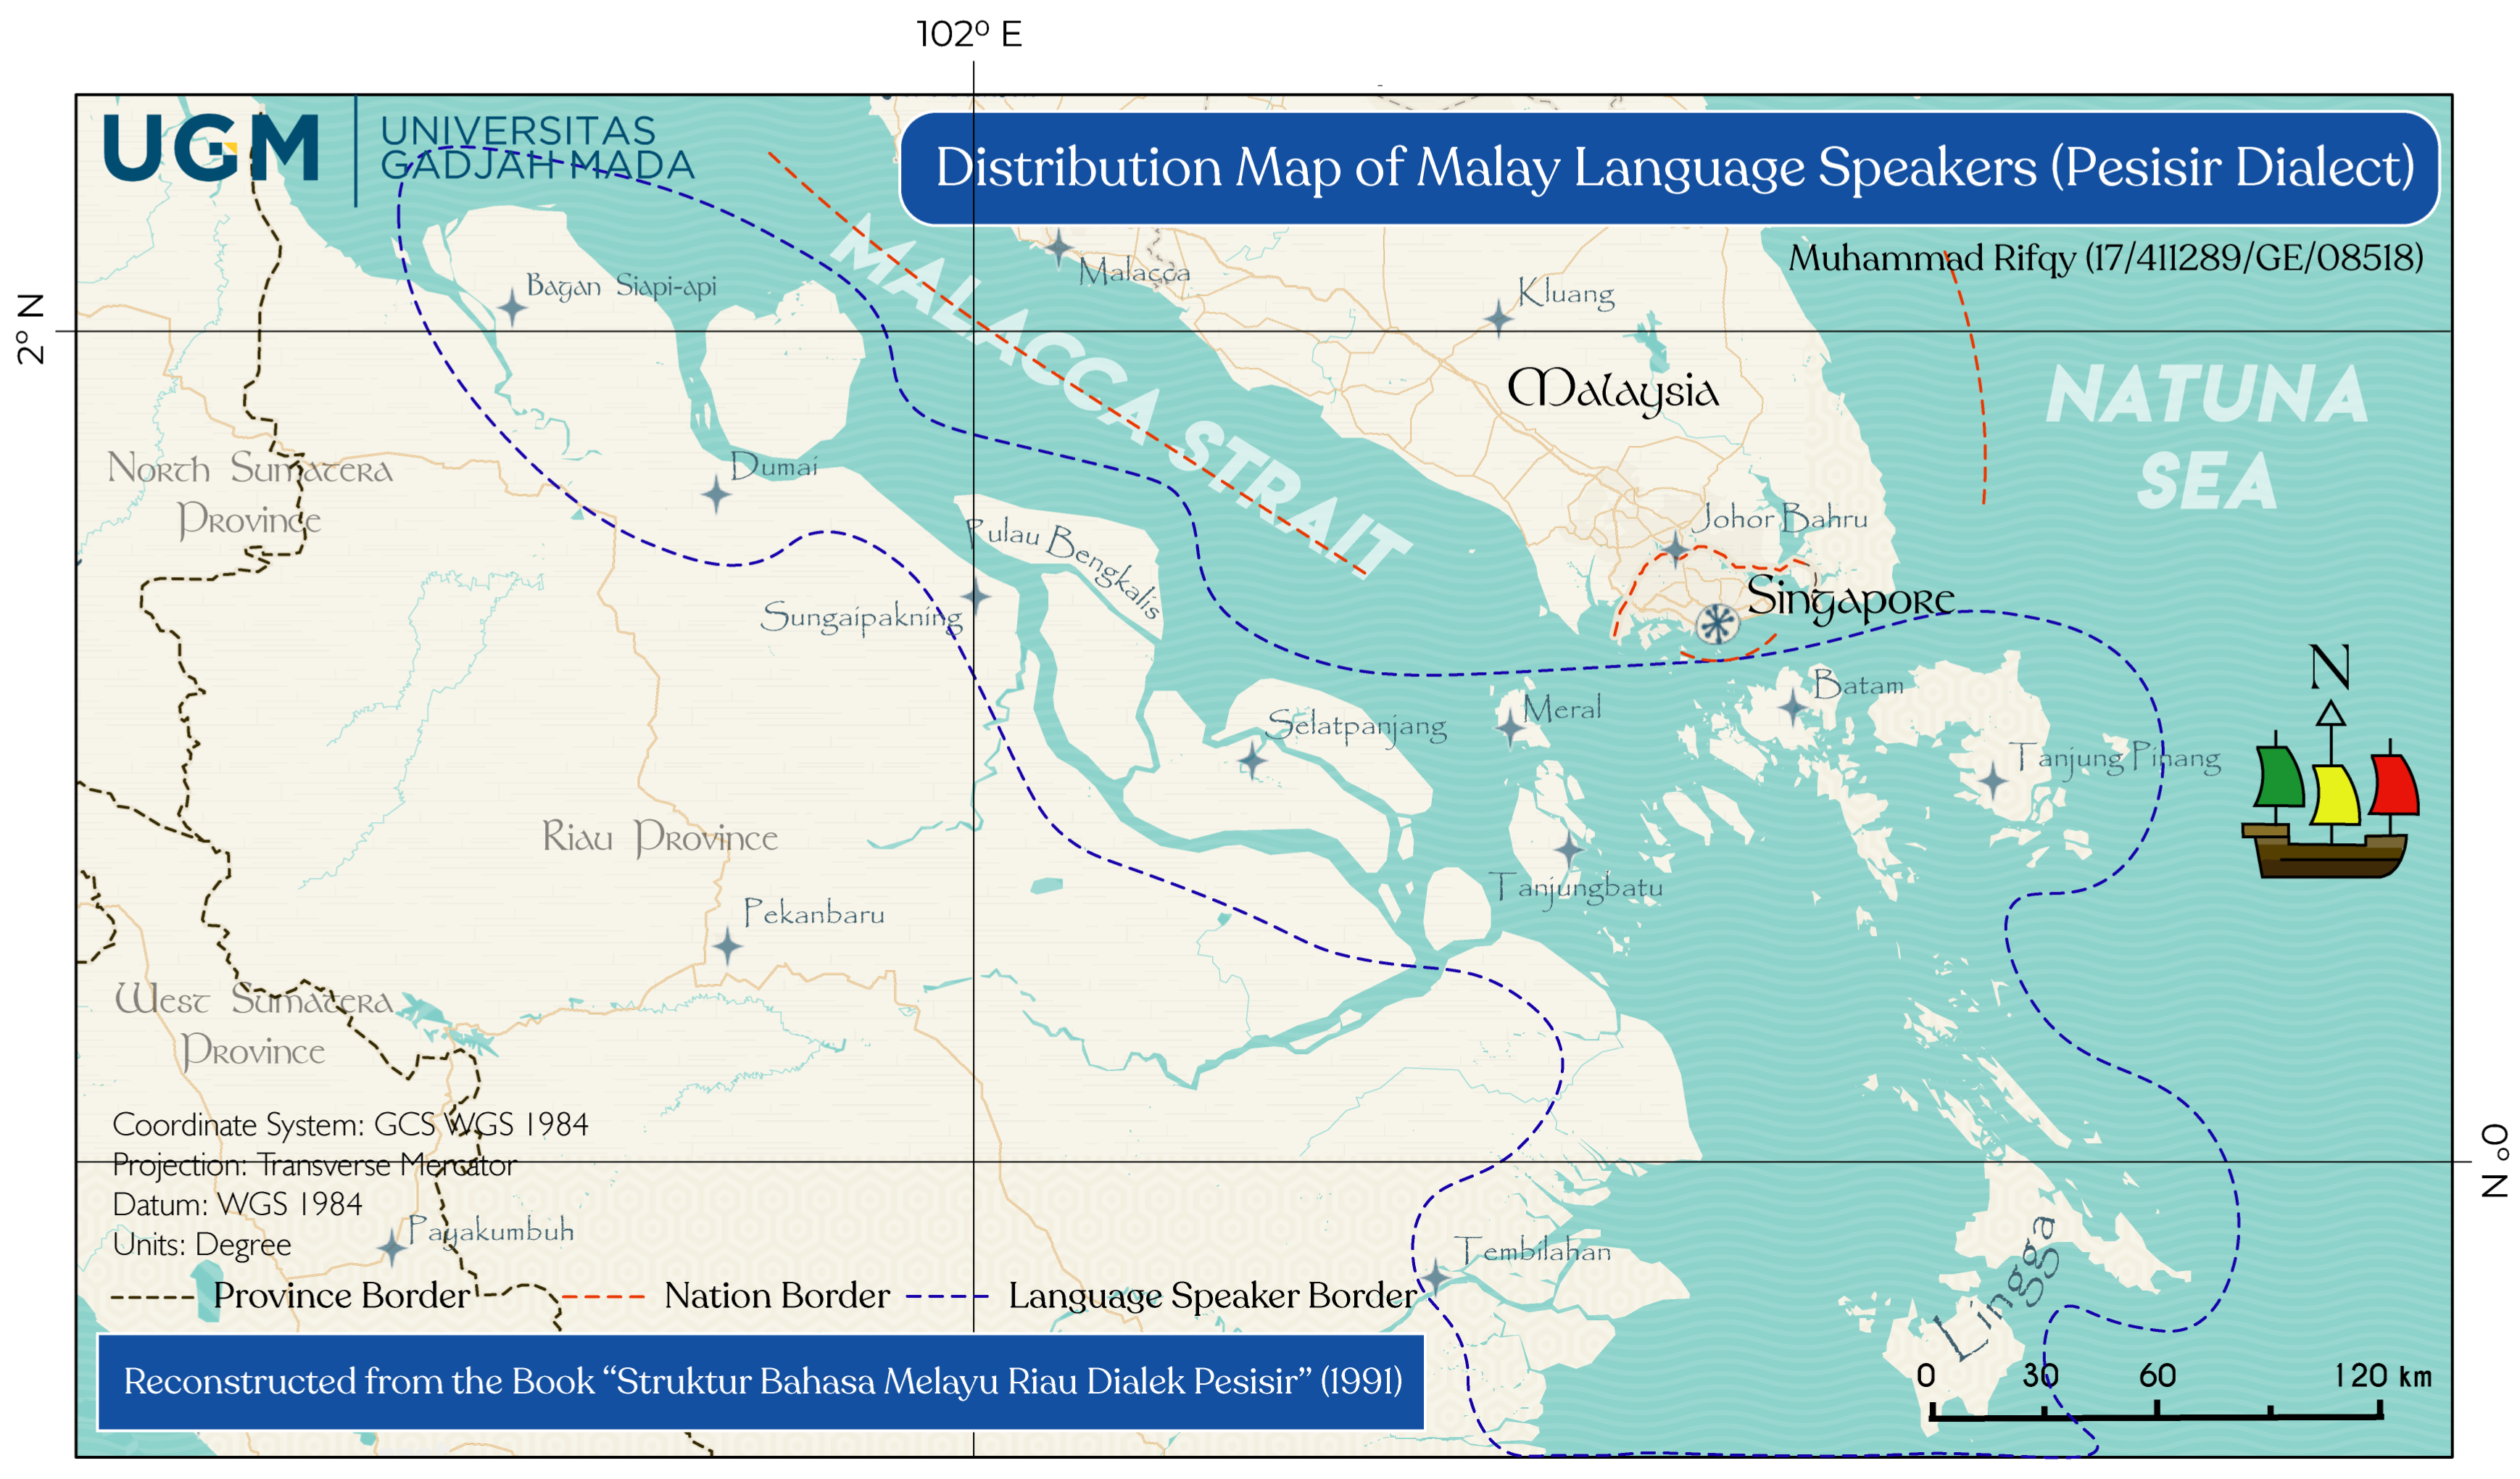 102º E
UGM
UNIVERSITAS
GADJAH MADA
Distribution Map of Malay Language Speakers (Pesisir Dialect)
Muhammad Rifqy (17/411289/GE/08518)
MALACCA STRAIT
Malacca
Kluang
Bagan Siapi-api
2º N
Malaysia
NATUNA
SEA
North Sumatera
Province
Dumai
Johor Bahru
Pulau Bengkalis
Singapore
Sungaipakning
N
Batam
Meral
Selatpanjang
Tanjung Pinang
Riau Province
Tanjungbatu
Pekanbaru
West Sumatera
Province
Coordinate System: GCS WGS 1984
Projection: Transverse Mercator
Datum: WGS 1984
Units: Degree
0º N
Payakumbuh
Tembilahan
Lingga
Province Border
Nation Border
Language Speaker Border
0 30 60 120 km
Reconstructed from the Book “Struktur Bahasa Melayu Riau Dialek Pesisir” (1991)